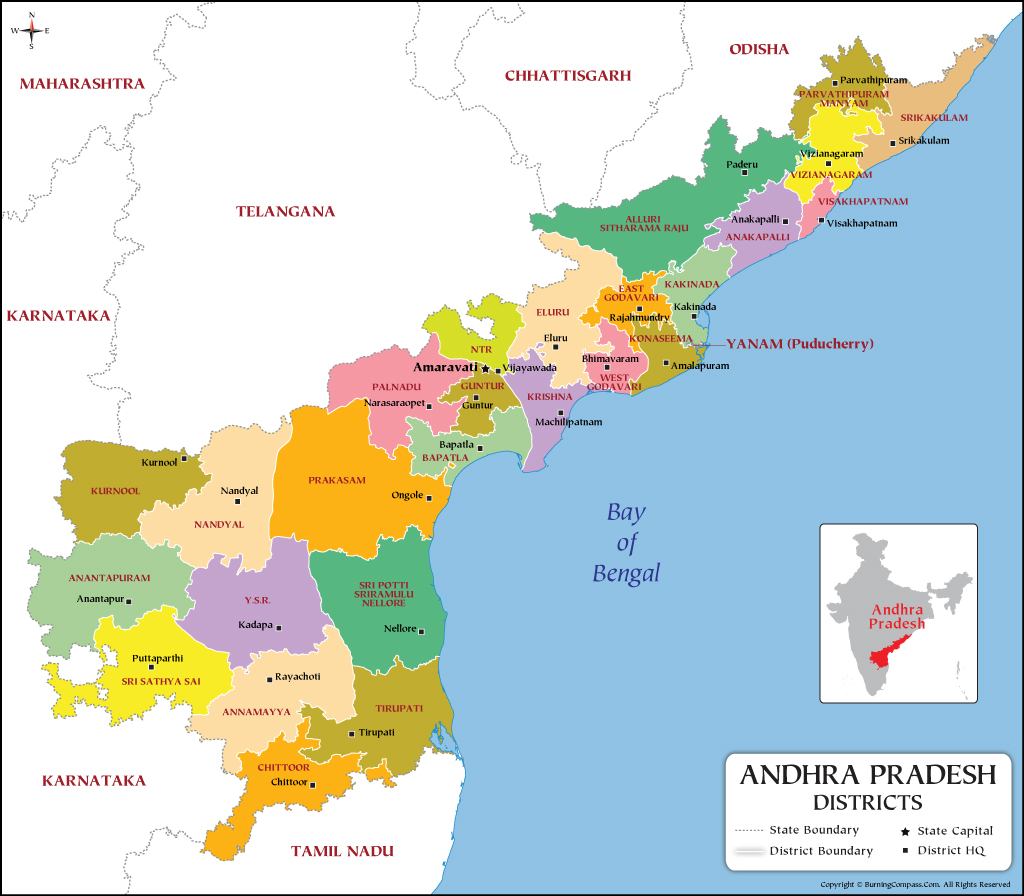 N
W
E
S
ODISHA
CHHATTISGARH
MAHARASHTRA
Parvathipuram
PARVATHIPURAM
MANYAM
SRIKAKULAM
Srikakulam
Vizianagaram
VIZIANAGARAM
Paderu
VISAKHAPATNAM
Visakhapatnam
TELANGANA
ALLURI
SITHARAMA RAJU
Anakapalli
ANAKAPALLI
KAKINADA
Kakinada
EAST
GODAVARI
Rajahmundry
KARNATAKA
ELURU
Eluru
KONASEEMA
YANAM (Puducherry)
NTR
Bhimavaram
Amalapuram
Amaravati
Vijayawada
WEST
GODAVARI
PALNADU
GUNTUR
Narasaraopet
Guntur
KRISHNA
Machilipatnam
Bapatla
BAPATLA
Kurnool
KURNOOL
Nandyal
NANDYAL
PRAKASAM
Ongole
Bay
of
Bengal
ANANTAPURAM
Anantapur
Y.S.R.
Kadapa
SRI POTTI
SRIRAMULU
NELLORE
Nellore
Andhra
Pradesh
Puttaparthi
SRI SATHYA SAI
Rayachoti
ANNAMAYYA
TIRUPATI
Tirupati
CHITTOOR
Chittoor
KARNATAKA
TAMIL NADU
ANDHRA PRADESH
DISTRICTS
State Boundary
State Capital
District Boundary
District HQ
Copyright © BurningCompass.Com. All Rights Reserved